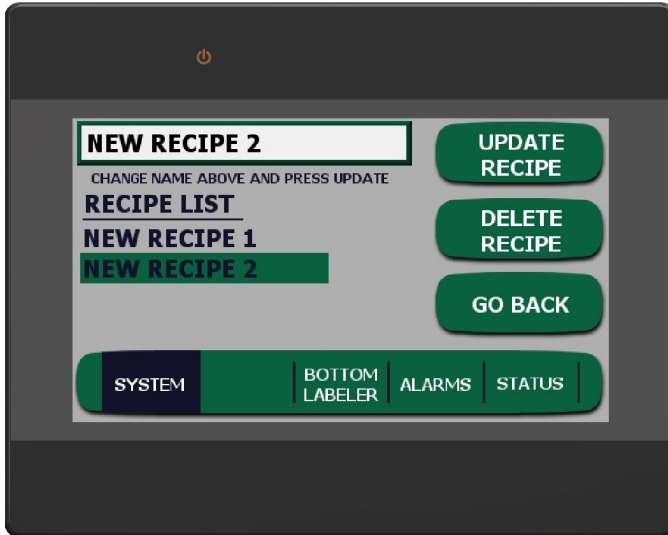 NEW RECIPE 2
CHANGE NAME ABOVE AND PRESS UPDATE
RECIPE LIST
NEW RECIPE 1
NEW RECIPE 2
UPDATE
RECIPE
DELETE
RECIPE
GO BACK
SYSTEM
BOTTOM
LABELER
ALARMS
STATUS